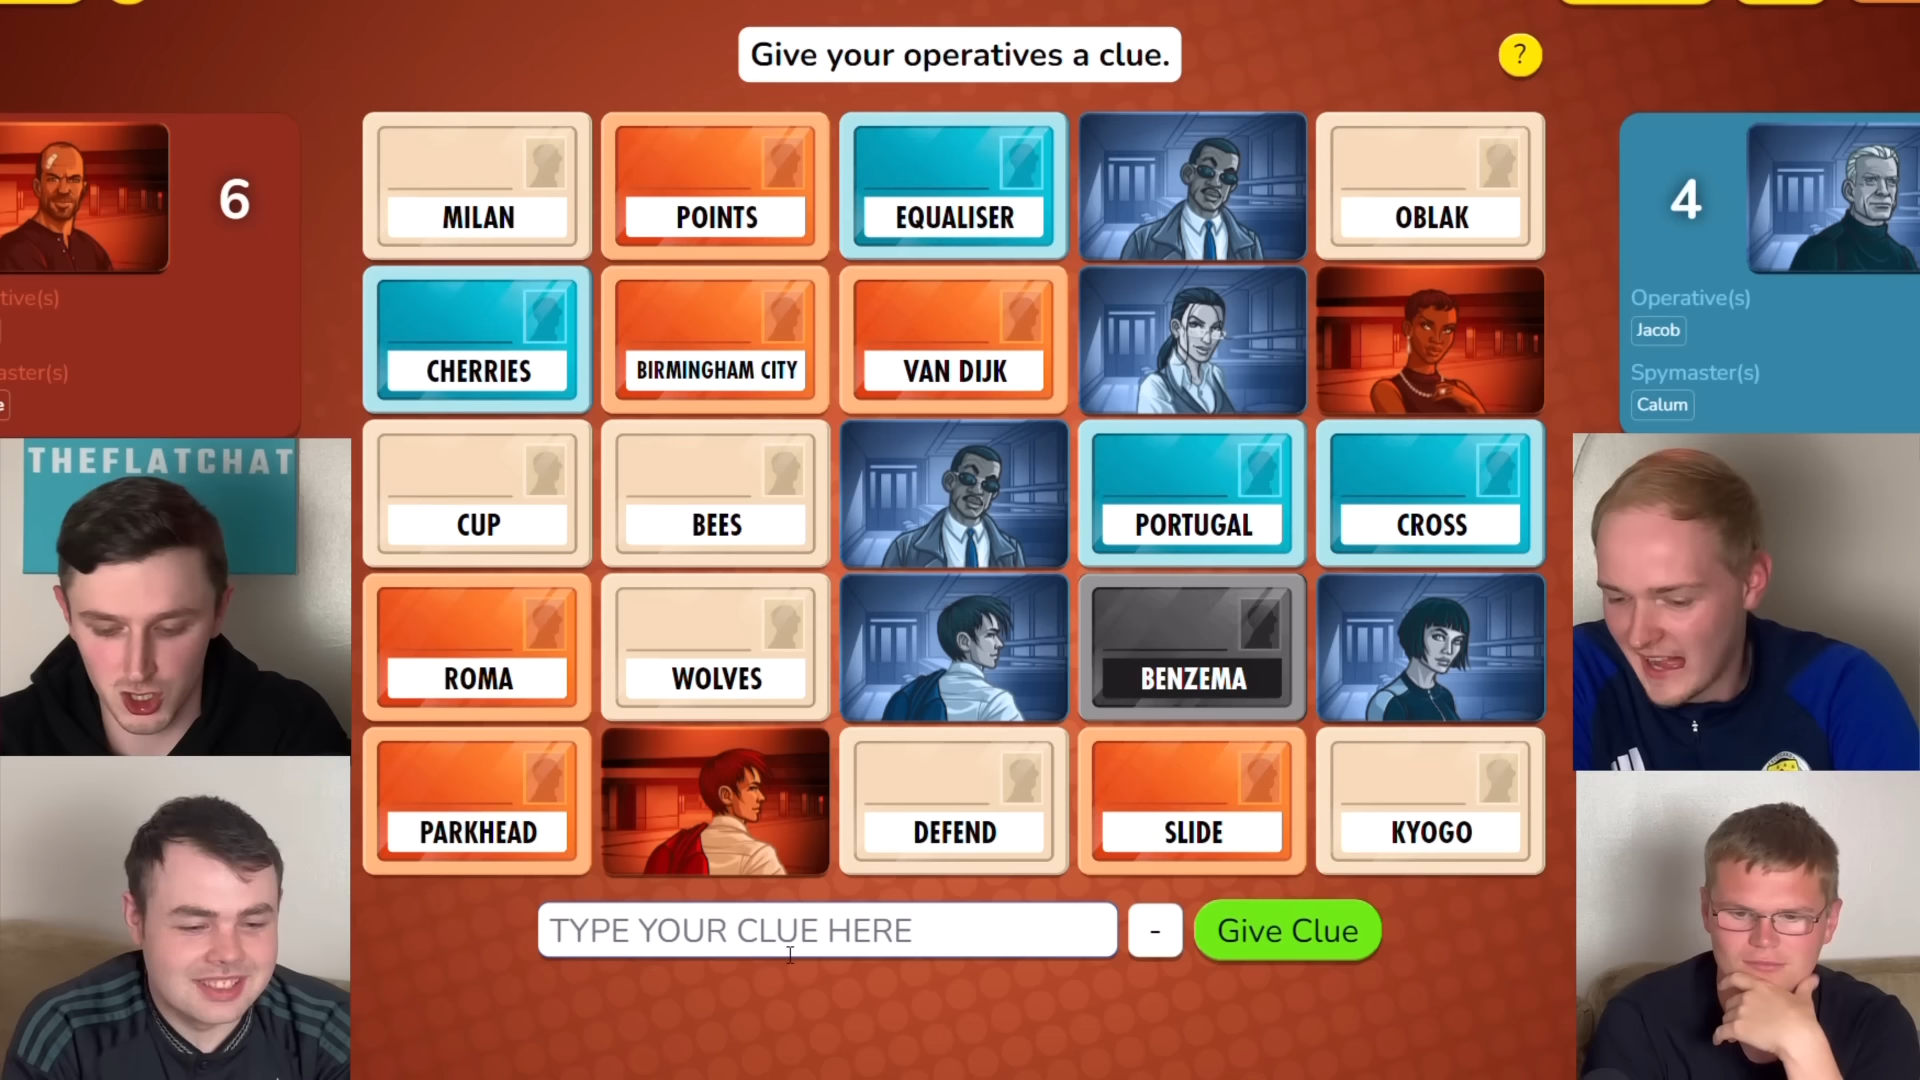 Give your operatives a clue.
?
6
tive(s)
aster(s)
e
4
Operative(s)
Jacob
Spymaster(s)
Calum
MILAN
POINTS
EQUALISER
OBLAK
CHERRIES
BIRMINGHAM CITY
VAN DIJK
CUP
BEES
PORTUGAL
CROSS
ROMA
WOLVES
BENZEMA
PARKHEAD
DEFEND
SLIDE
KYOGO
THEFLATCHAT
TYPE YOUR CLUE HERE
-
Give Clue